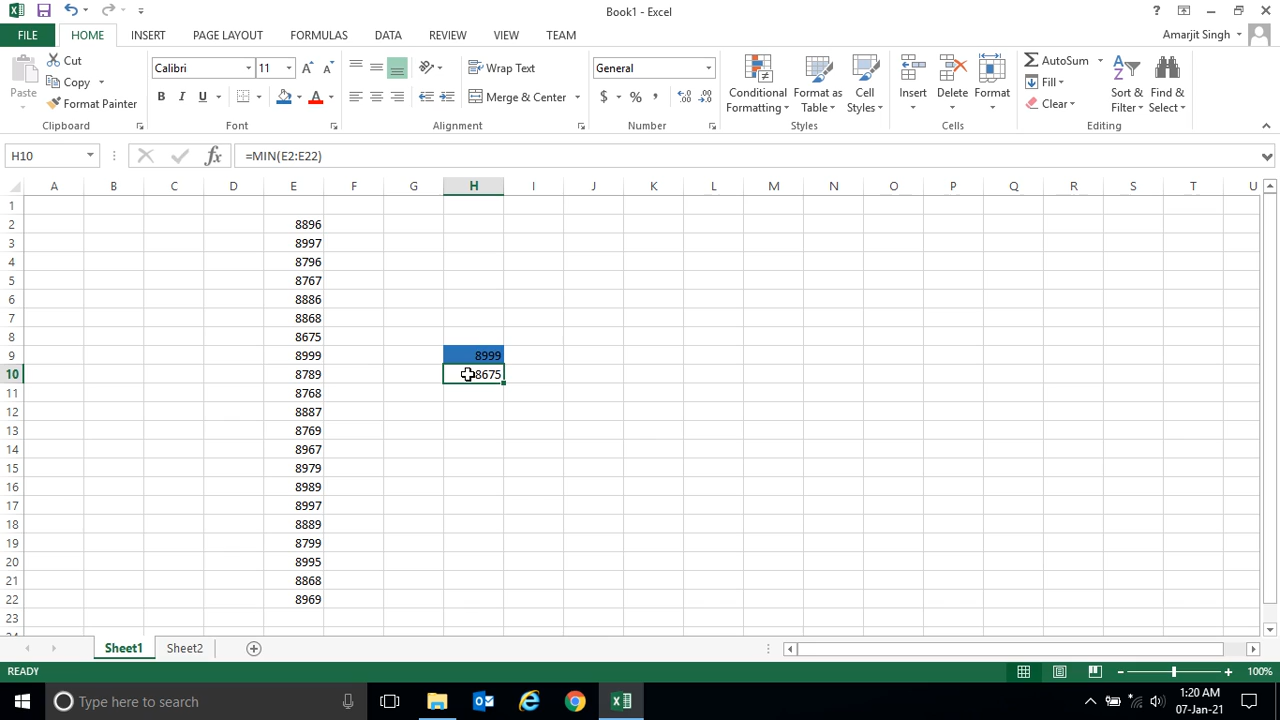 Book1 - Excel
?
FILE HOME INSERT PAGE LAYOUT FORMULAS DATA REVIEW VIEW TEAM
Amarjit Singh
Paste
Cut
Copy
Format Painter
Clipboard
Calibri 11
B I U
Font
Wrap Text
Merge & Center
Alignment
General
$ % ,
Number
Conditional Formatting
Format as Table
Cell Styles
Styles
Insert Delete Format
Cells
AutoSum
Fill
Clear
Sort & Filter
Find & Select
Editing
H10 fx =MIN(E2:E22)
A B C D E F G H I J K L M N O P Q R S T U
1
2 8896
3 8997
4 8796
5 8767
6 8886
7 8868
8 8675
9 8999 8999
10 8789 8675
11 8768
12 8887
13 8769
14 8967
15 8979
16 8989
17 8997
18 8889
19 8799
20 8995
21 8868
22 8969
23
24
Sheet1 Sheet2
READY 100%
Type here to search
1:20 AM
07-Jan-21